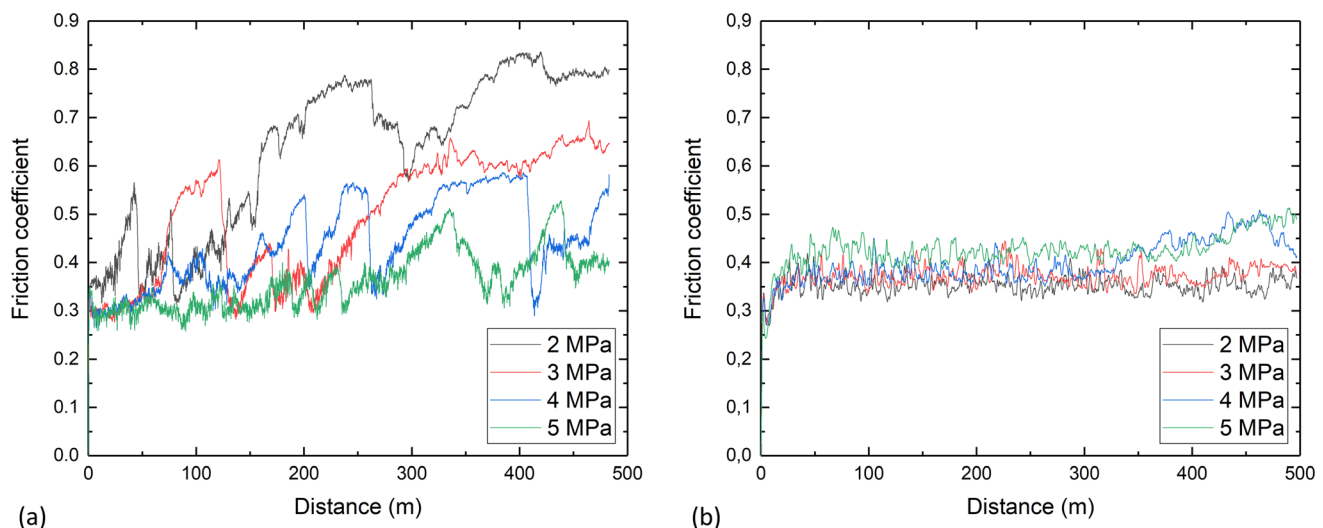 0.9
0.8
0.7
0.6
0.5
0.4
0.3
0.2
0.1
0.0
Friction coefficient
0 100 200 300 400 500
Distance (m)
2 MPa
3 MPa
4 MPa
5 MPa
(a)
0,9
0,8
0,7
0,6
0,5
0,4
0,3
0,2
0,1
0,0
Friction coefficient
0 100 200 300 400 500
Distance (m)
2 MPa
3 MPa
4 MPa
5 MPa
(b)